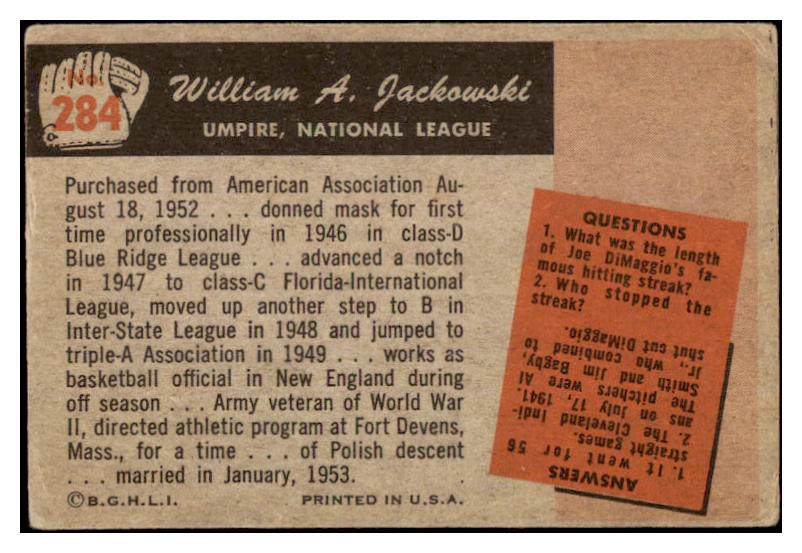 No.
284
William A. Jackowski
UMPIRE, NATIONAL LEAGUE
Purchased from American Association Au-
gust 18, 1952 . . . donned mask for first
time professionally in 1946 in class-D
Blue Ridge League . . . advanced a notch
in 1947 to class-C Florida-International
League, moved up another step to B in
Inter-State League in 1948 and jumped to
triple-A Association in 1949 . . . works as
basketball official in New England during
off season . . . Army veteran of World War
II, directed athletic program at Fort Devens,
Mass., for a time . . . of Polish descent
. . . married in January, 1953.
©B.G.H.L.I.
PRINTED IN U.S.A.
QUESTIONS
1. What was the length
of Joe DiMaggio's fa-
mous hitting streak?
2. Who stopped the
streak?
ANSWERS
1. It went for 56
straight games.
2. The Cleveland Indi-
ans on July 17, 1941.
The pitchers were Al
Smith and Jim Bagby,
Jr., who combined to
shut out DiMaggio.